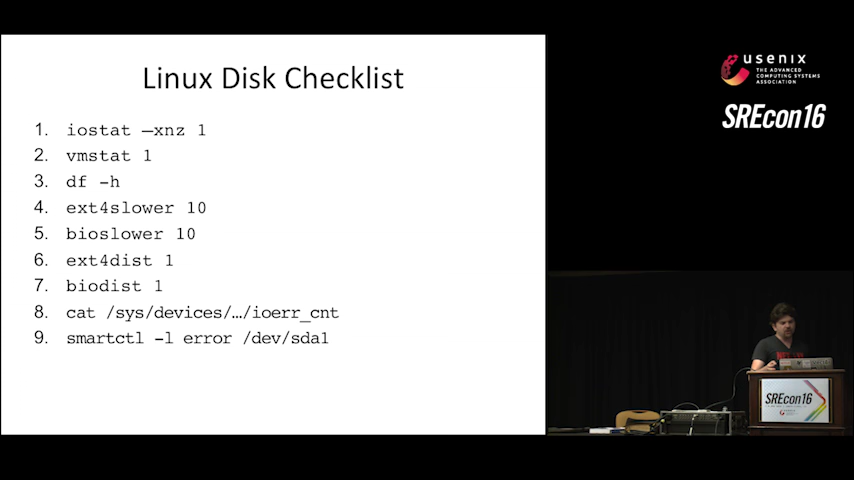 Linux Disk Checklist
1. iostat –xnz 1
2. vmstat 1
3. df -h
4. ext4slower 10
5. bioslower 10
6. ext4dist 1
7. biodist 1
8. cat /sys/devices/…/ioerr_cnt
9. smartctl -l error /dev/sda1
usenix
THE ADVANCED
COMPUTING SYSTEMS
ASSOCIATION
SREcon16
SREcon16